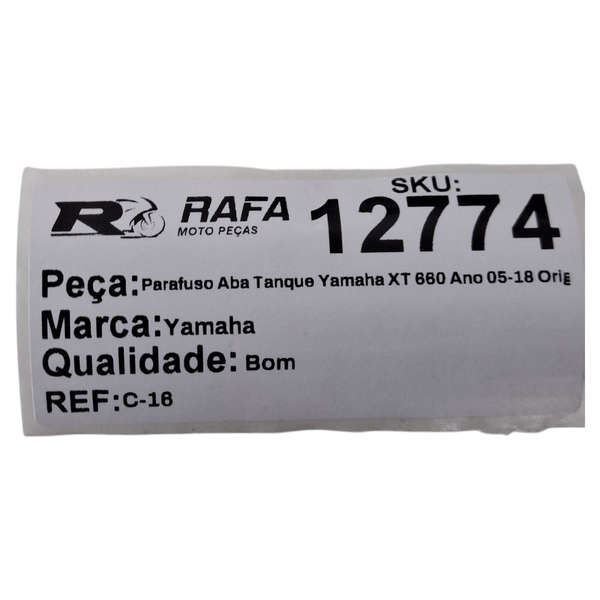 R RAFA
MOTO PEÇAS
SKU:
12774
Peça: Parafuso Aba Tanque Yamaha XT 660 Ano 05-18 Orig
Marca: Yamaha
Qualidade: Bom
REF: C-16